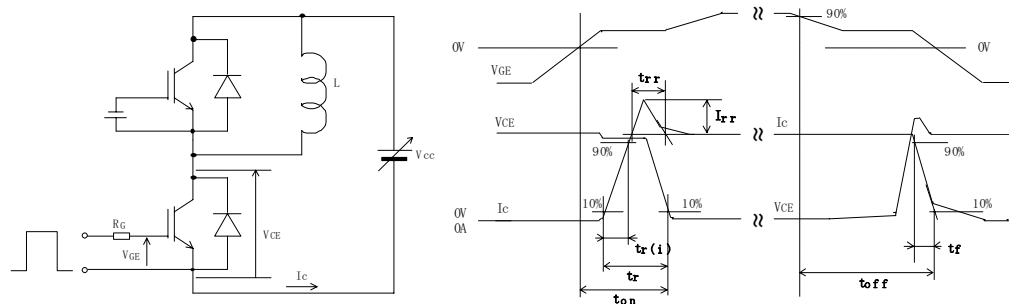 L
Vcc
RG
VGE
VCE
Ic
0V
VGE
90%
0V
trr
Irr
VCE
Ic
90%
90%
10%
10%
10%
Ic
0V
0A
VCE
tr(i)
tr
ton
tf
toff